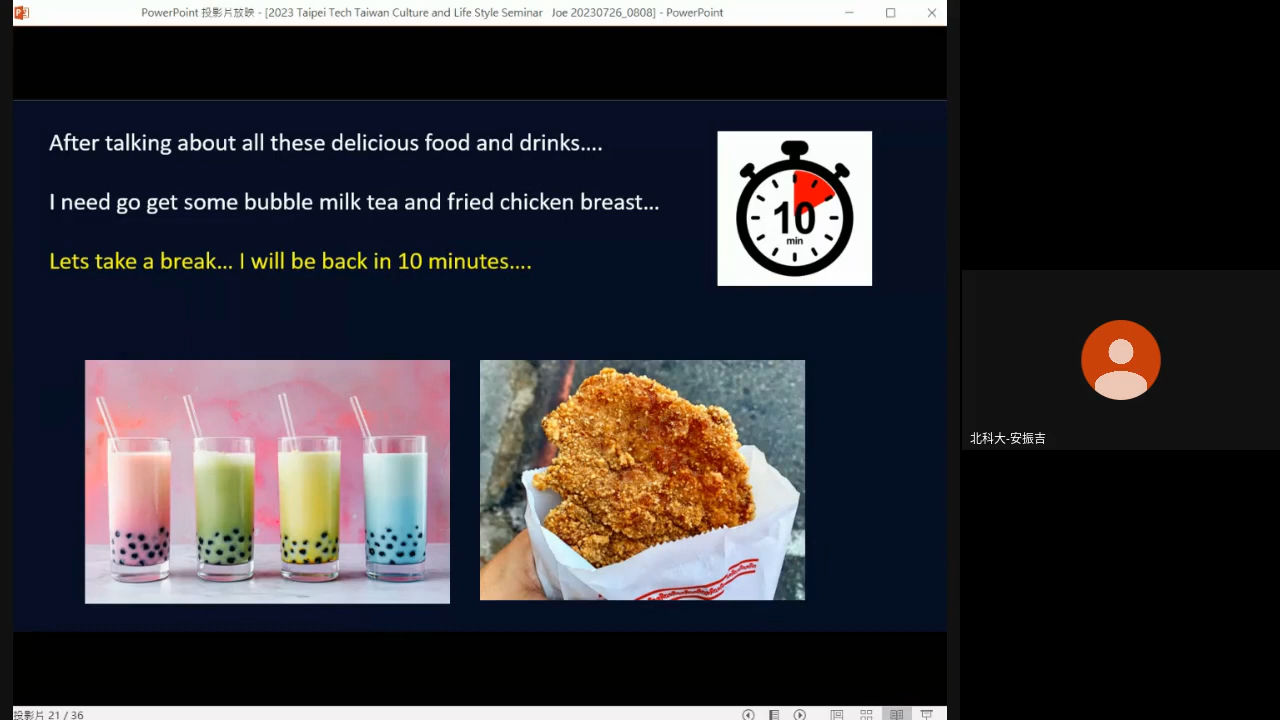 PowerPoint 投影片放映 - [2023 Taipei Tech Taiwan Culture and Life Style Seminar Joe 20230726_0808] - PowerPoint
After talking about all these delicious food and drinks....
I need go get some bubble milk tea and fried chicken breast...
Lets take a break... I will be back in 10 minutes....
10
min
北科大-安振吉
投影片 21 / 36